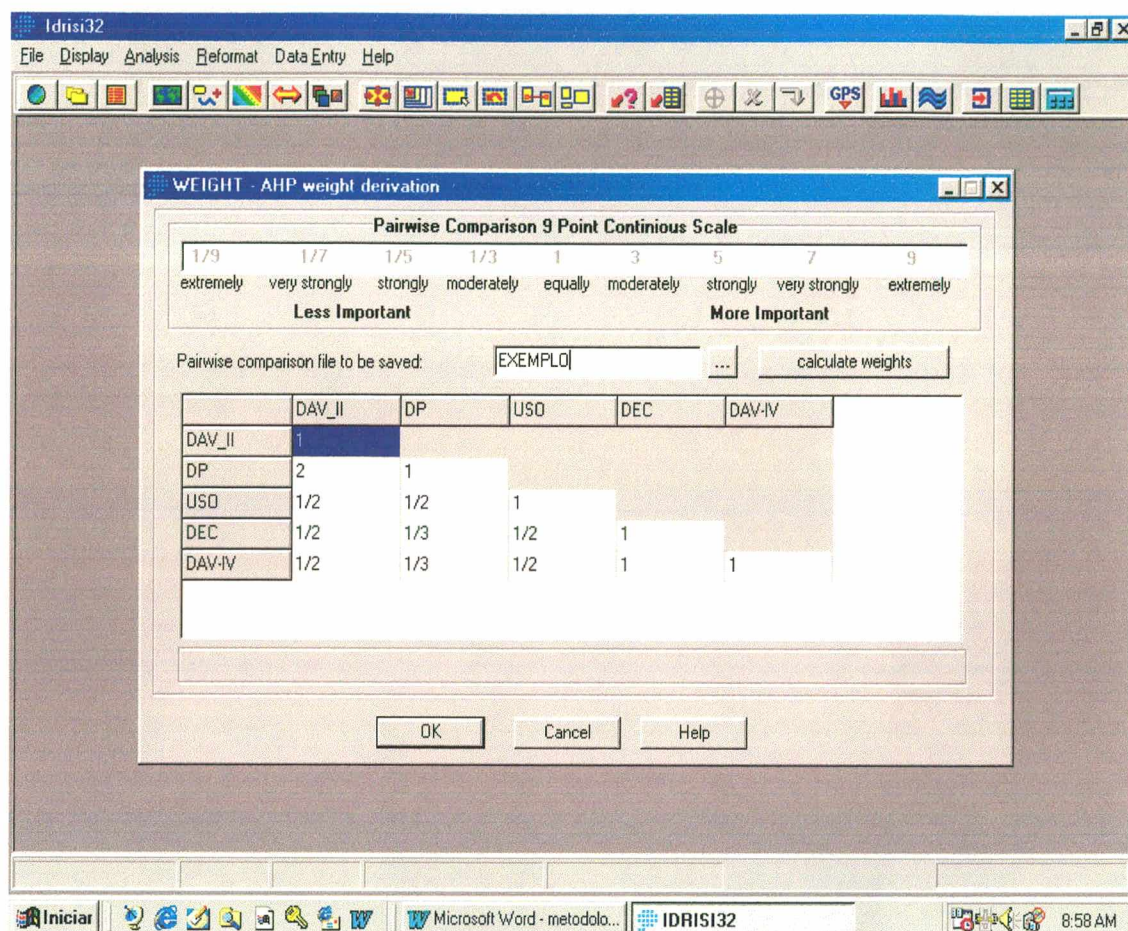 Idrisi32
File Display Analysis Reformat Data Entry Help
GPS
WEIGHT - AHP weight derivation
Pairwise Comparison 9 Point Continious Scale
1/9 1/7 1/5 1/3 1 3 5 7 9
extremely very strongly strongly moderately equally moderately strongly very strongly extremely
Less Important More Important
Pairwise comparison file to be saved: EXEMPLO ... calculate weights
DAV_II DP USO DEC DAV-IV
DAV_II 1
DP 2 1
USO 1/2 1/2 1
DEC 1/2 1/3 1/2 1
DAV-IV 1/2 1/3 1/2 1 1
OK Cancel Help
Iniciar Microsoft Word - metodolo... IDRISI32 8:58 AM